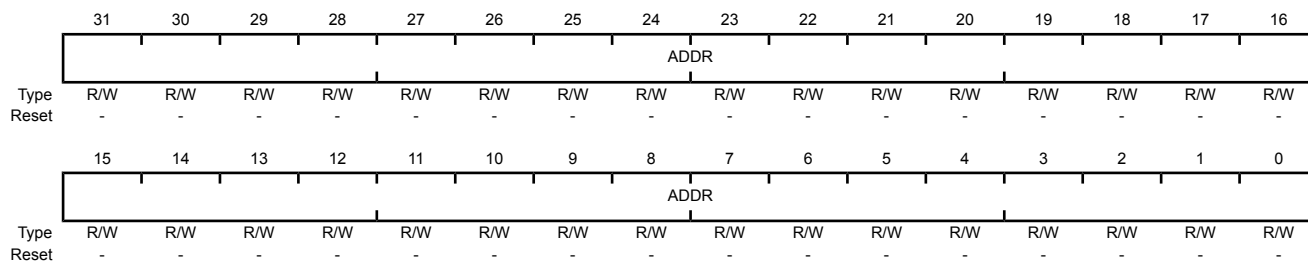 31 30 29 28 27 26 25 24 23 22 21 20 19 18 17 16
ADDR
Type R/W R/W R/W R/W R/W R/W R/W R/W R/W R/W R/W R/W R/W R/W R/W R/W
Reset - - - - - - - - - - - - - - - -
15 14 13 12 11 10 9 8 7 6 5 4 3 2 1 0
ADDR
Type R/W R/W R/W R/W R/W R/W R/W R/W R/W R/W R/W R/W R/W R/W R/W R/W
Reset - - - - - - - - - - - - - - - -